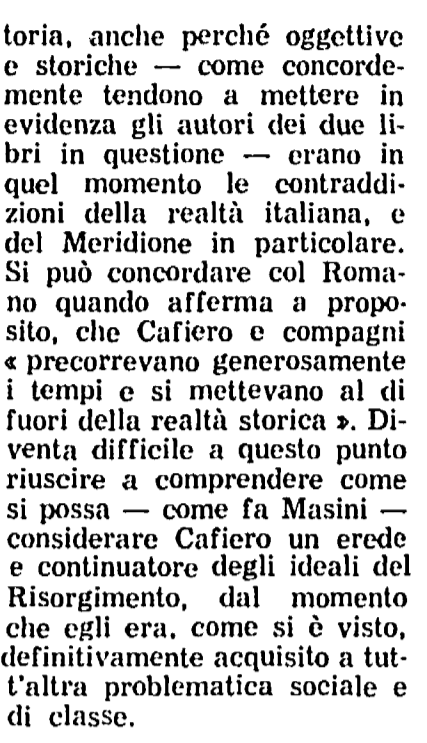 toria, anche perché oggettive
e storiche — come concorde-
mente tendono a mettere in
evidenza gli autori dei due li-
bri in questione — erano in
quel momento le contraddi-
zioni della realtà italiana, e
del Meridione in particolare.
Si può concordare col Roma-
no quando afferma a propo-
sito, che Cafiero e compagni
« precorrevano generosamente
i tempi e si mettevano al di
fuori della realtà storica ». Di-
venta difficile a questo punto
riuscire a comprendere come
si possa — come fa Masini —
considerare Cafiero un erede
e continuatore degli ideali del
Risorgimento, dal momento
che egli era, come si è visto,
definitivamente acquisito a tut-
t'altra problematica sociale e
di classe.